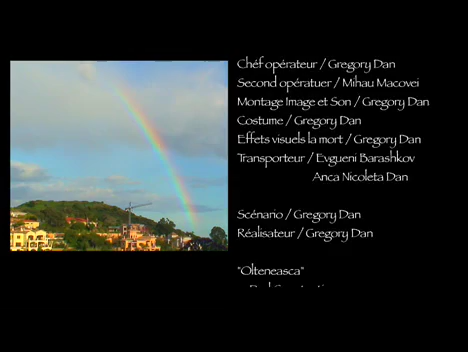 Chéf opérateur / Gregory Dan
Second opératuer / Mihau Macovei
Montage Image et Son / Gregory Dan
Costume / Gregory Dan
Effets visuels la mort / Gregory Dan
Transporteur / Evgueni Barashkov
Anca Nicoleta Dan
Scénario / Gregory Dan
Réalisateur / Gregory Dan
"Olteneasca"